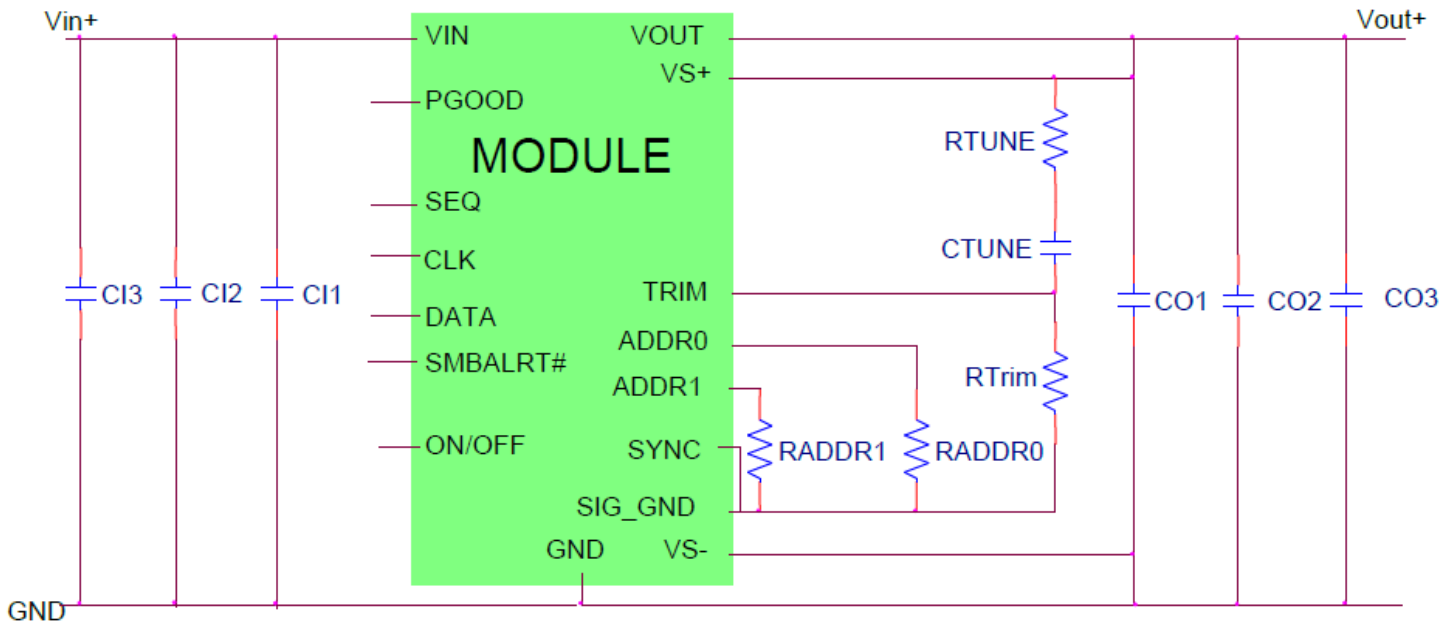 Vin+
Vout+
VIN
VOUT
VS+
PGOOD
MODULE
RTUNE
SEQ
CTUNE
CLK
TRIM
CI3
CI2
CI1
CO1
CO2
CO3
DATA
ADDR0
SMBALRT#
RTrim
ADDR1
ON/OFF
SYNC
RADDR1
RADDR0
SIG_GND
GND
VS-
GND